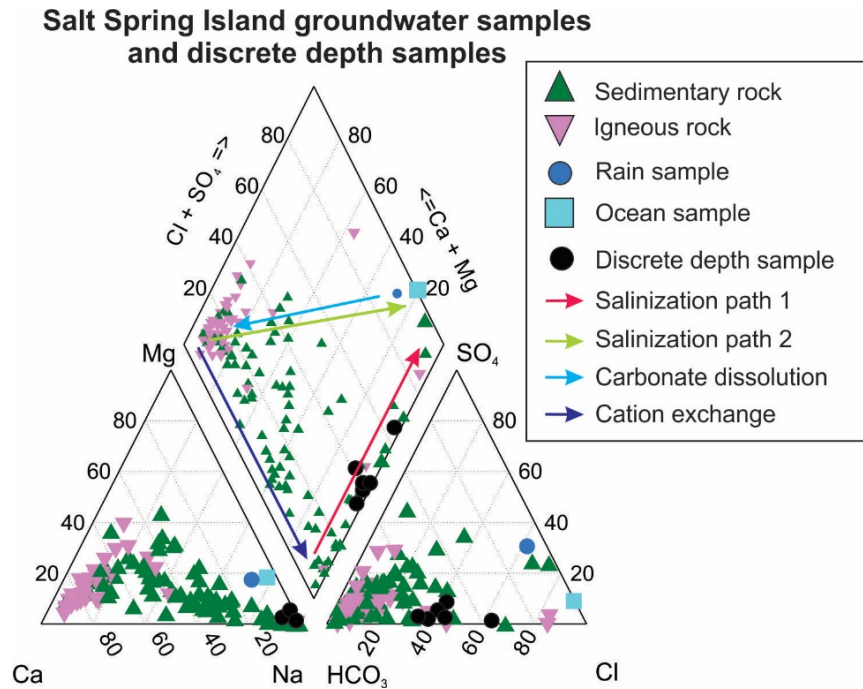 Salt Spring Island groundwater samples
and discrete depth samples
Sedimentary rock
Igneous rock
Rain sample
Ocean sample
Discrete depth sample
Salinization path 1
Salinization path 2
Carbonate dissolution
Cation exchange
80 80
60 60
Cl + SO₄ =>
<=Ca + Mg
40 40
20 20
Mg SO₄
80 80
60 60
40 40
20 20
80 60 40 20
20 40 60 80
Ca Na HCO₃ Cl